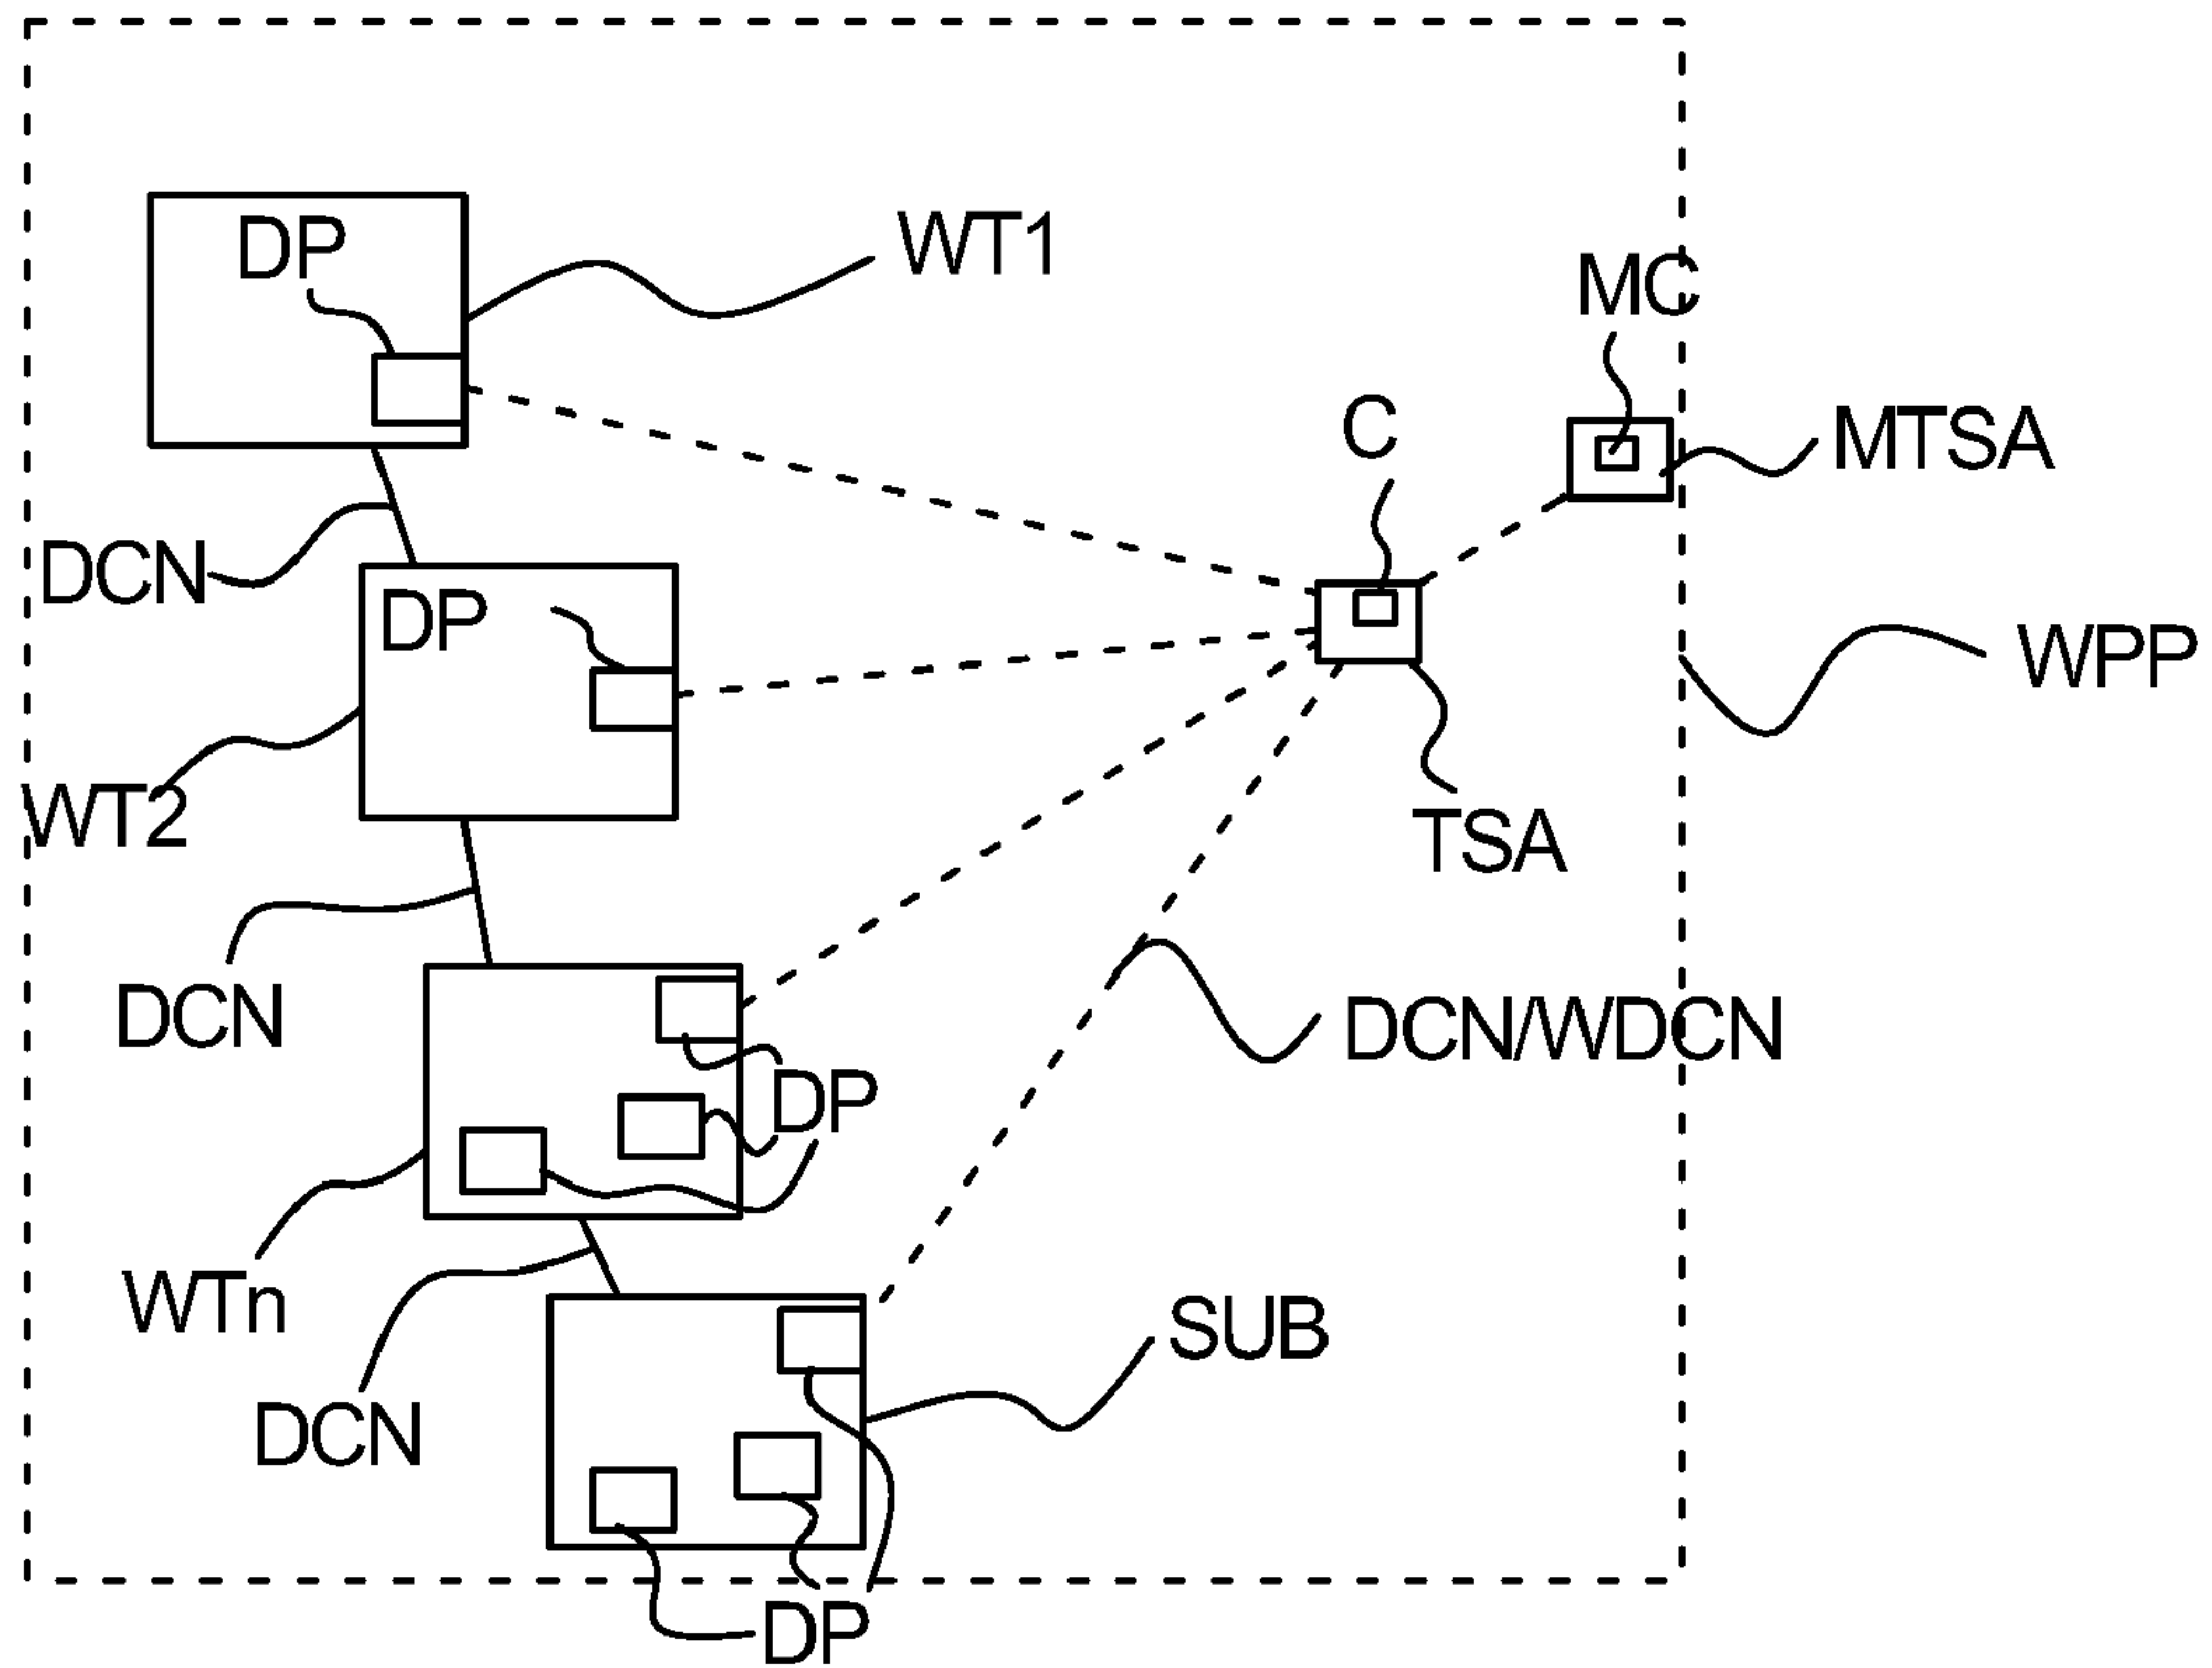 DP
WT1
MC
C
MTSA
DCN
DP
WPP
WT2
TSA
DCN
DCN/WDCN
DP
WTn
SUB
DCN
DP